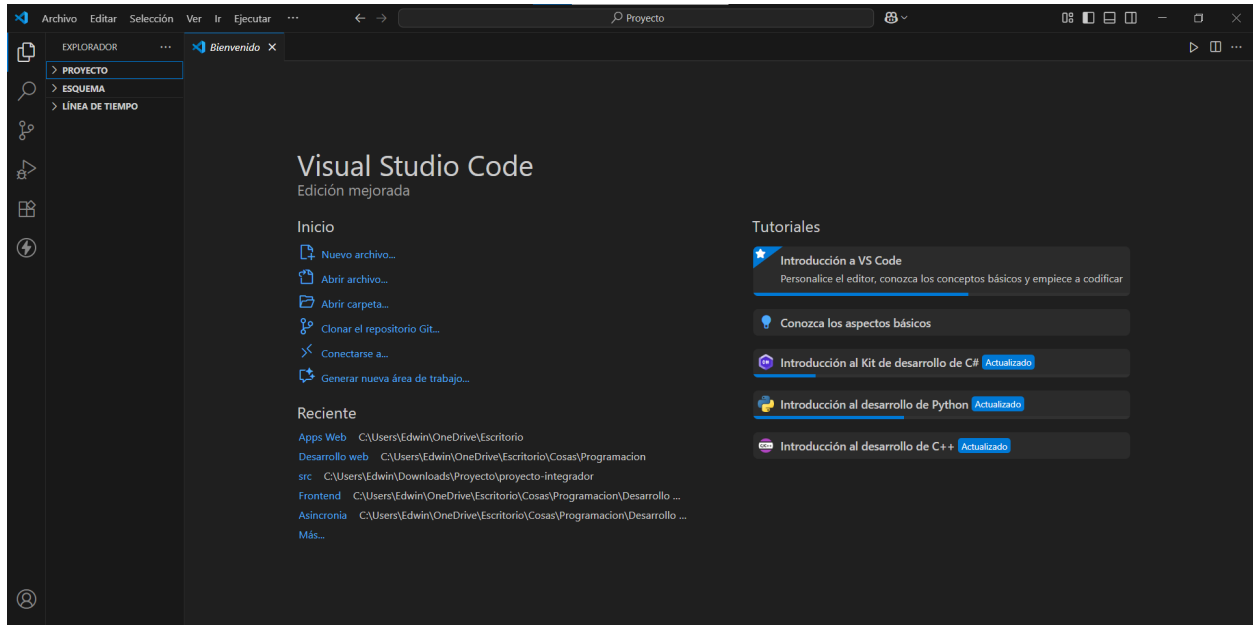 Archivo Editar Selección Ver Ir Ejecutar ··· Proyecto
EXPLORADOR ···
Bienvenido
PROYECTO
ESQUEMA
LÍNEA DE TIEMPO
Visual Studio Code
Edición mejorada
Inicio
Nuevo archivo...
Abrir archivo...
Abrir carpeta...
Clonar el repositorio Git...
Conectarse a...
Generar nueva área de trabajo...
Reciente
Apps Web C:\Users\Edwin\OneDrive\Escritorio
Desarrollo web C:\Users\Edwin\OneDrive\Escritorio\Cosas\Programacion
src C:\Users\Edwin\Downloads\Proyecto\proyecto-integrador
Frontend C:\Users\Edwin\OneDrive\Escritorio\Cosas\Programacion\Desarrollo ...
Asincronia C:\Users\Edwin\OneDrive\Escritorio\Cosas\Programacion\Desarrollo ...
Más...
Tutoriales
Introducción a VS Code
Personalice el editor, conozca los conceptos básicos y empiece a codificar
Conozca los aspectos básicos
Introducción al Kit de desarrollo de C# Actualizado
Introducción al desarrollo de Python Actualizado
Introducción al desarrollo de C++ Actualizado